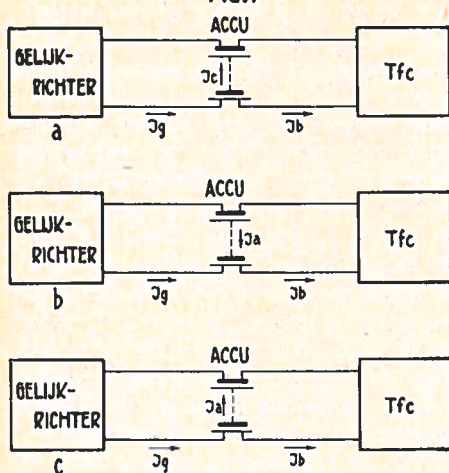 ACCU
GELIJK-
RICHTER
Jc
Tfc
a
Jg
Jb
ACCU
GELIJK-
RICHTER
Ja
Tfc
b
Jg
Jb
ACCU
GELIJK-
RICHTER
Ja
Tfc
c
Jg
Jb